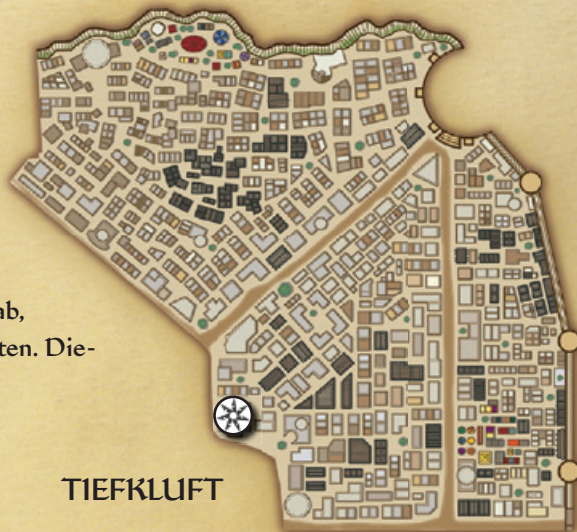 ab,
ten. Die-
TIEFKLUFT